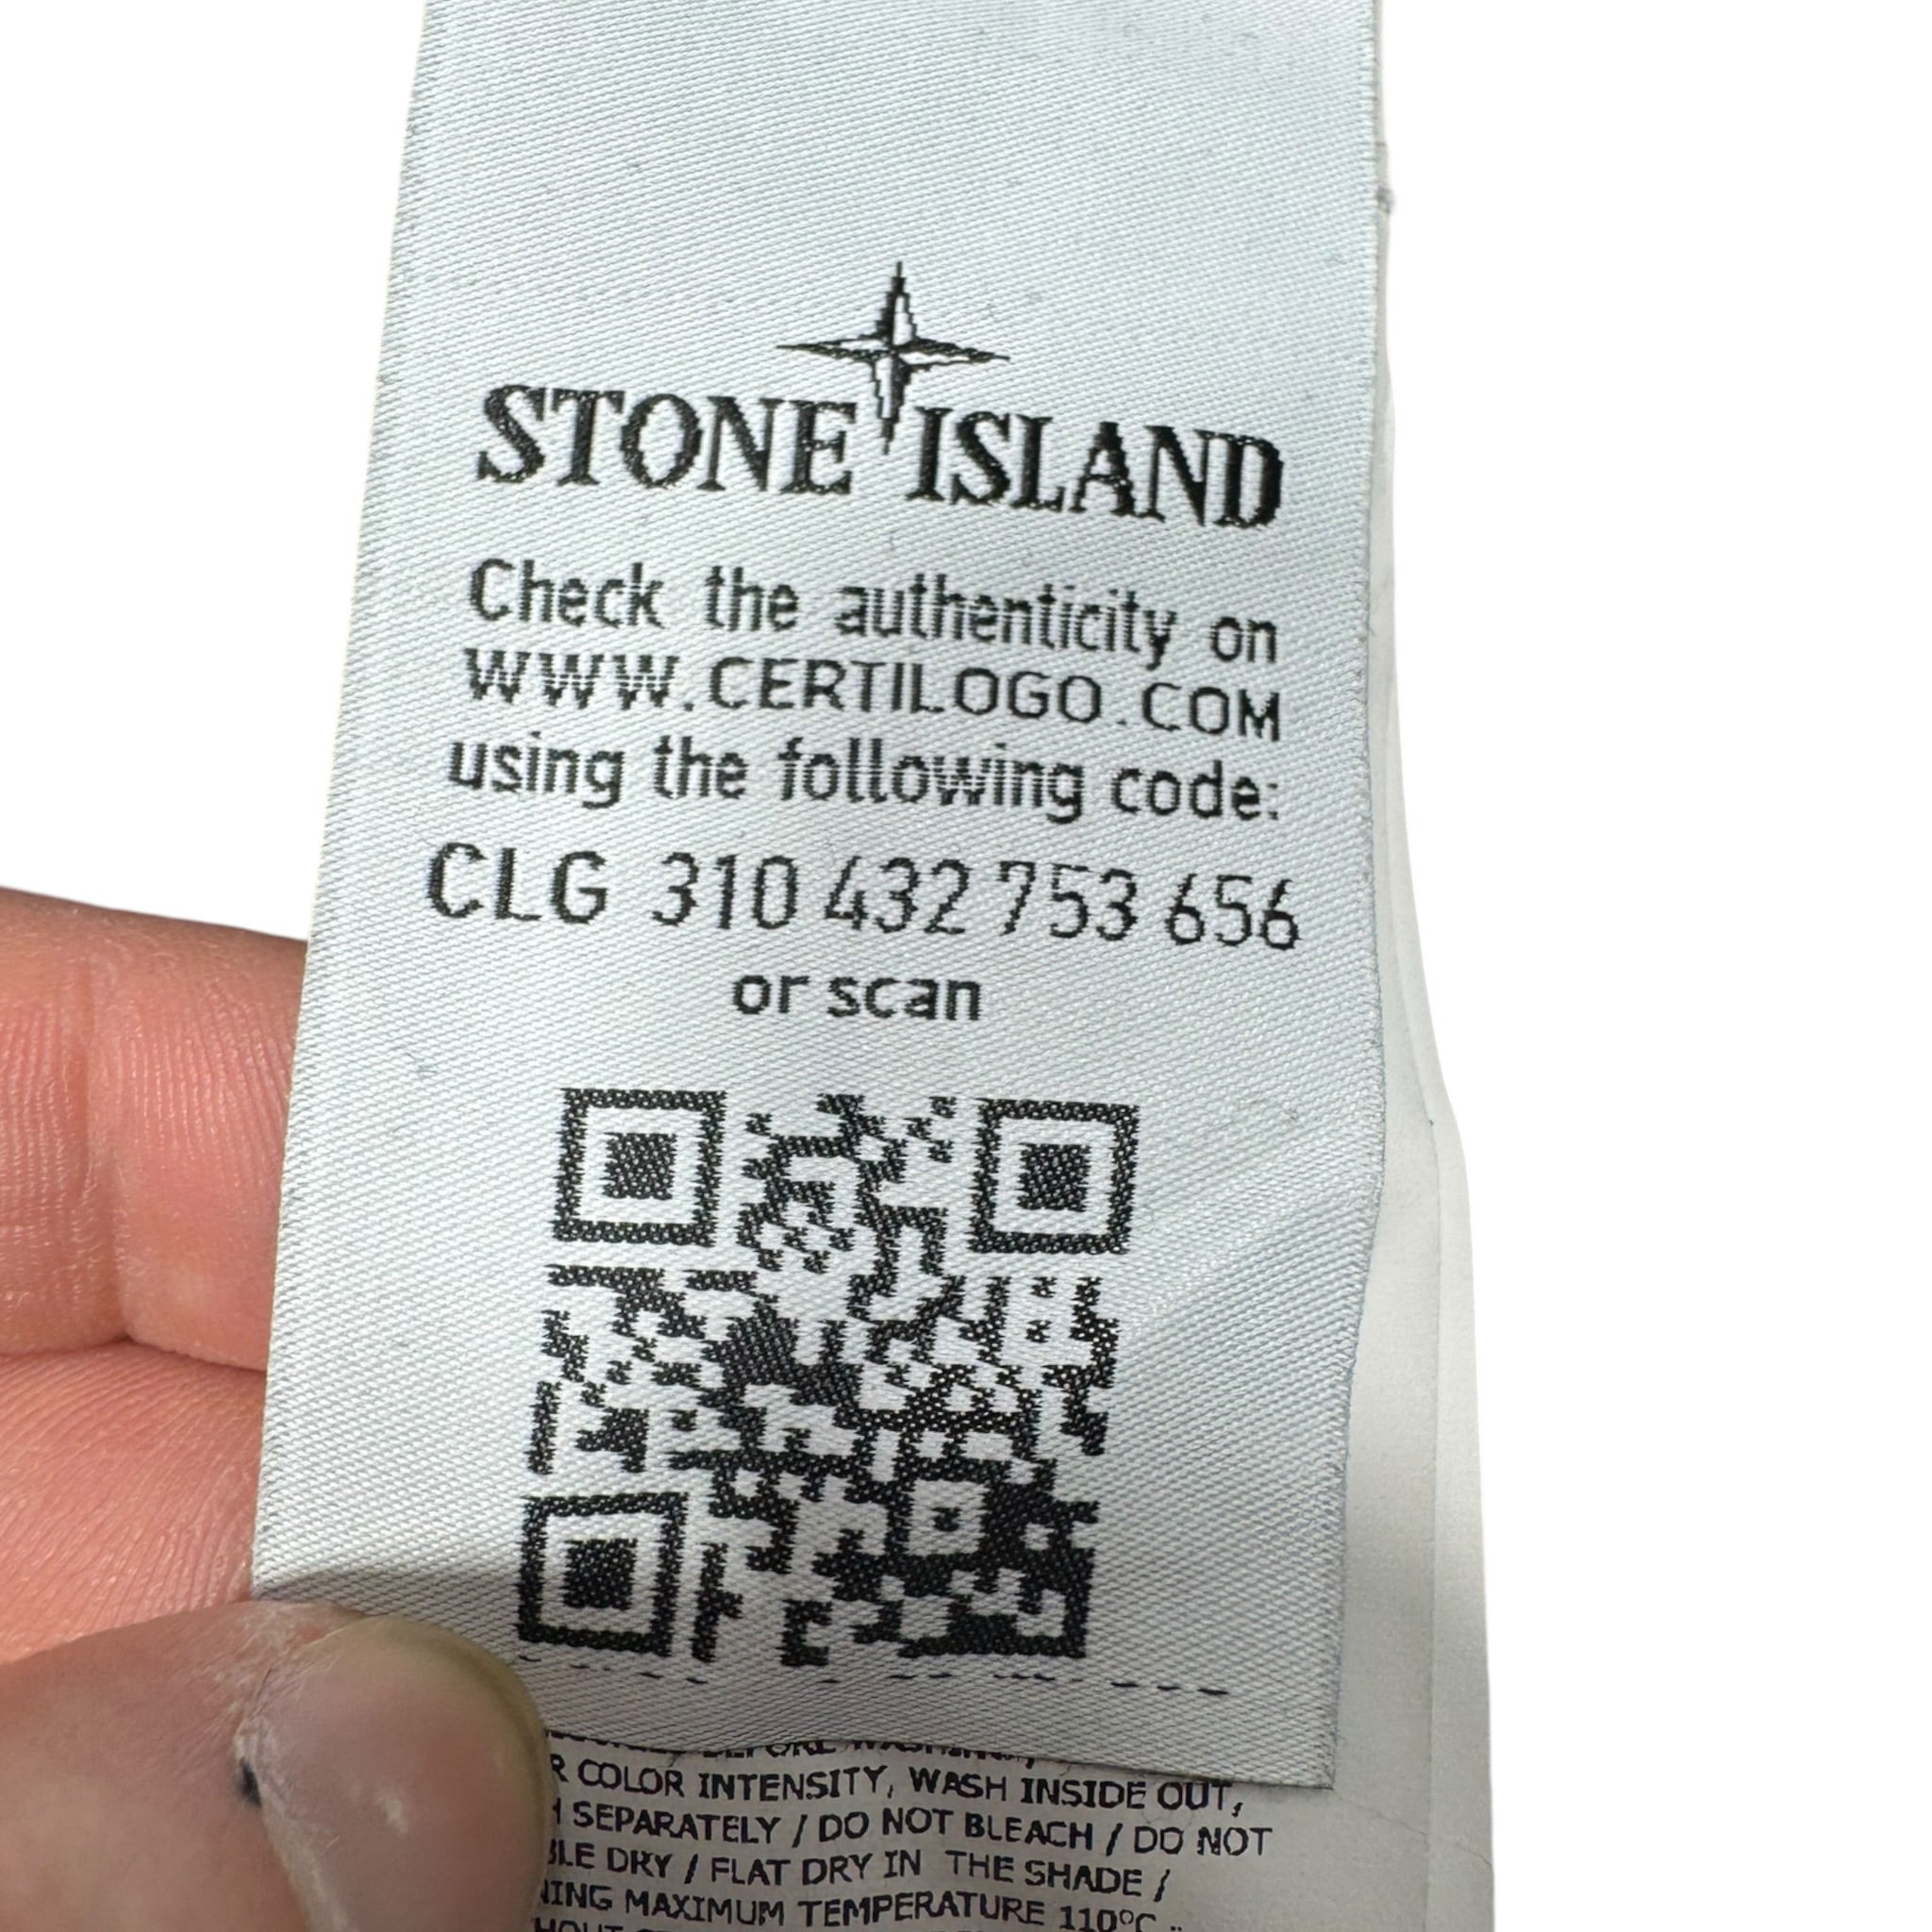 STONE ISLAND
Check the authenticity on
WWW.CERTILOGO.COM
using the following code:
CLG 310 432 753 656
or scan
BEFORE WASHING,
COLOR INTENSITY, WASH INSIDE OUT,
SEPARATELY / DO NOT BLEACH / DO NOT
DRY / FLAT DRY IN THE SHADE /
MAXIMUM TEMPERATURE 110°C